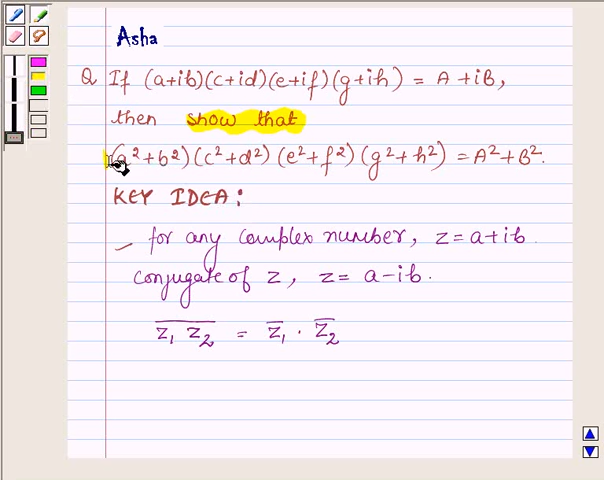 Asha
Q If (a+ib)(c+id)(e+if)(g+ih) = A+iB,
then show that
(a²+b²)(c²+d²)(e²+f²)(g²+h²) = A²+B².
KEY IDEA:
for any complex number, z = a+ib
conjugate of z, z = a-ib.
z̅₁ ̅z̅₂ = z̅₁ . z̅₂